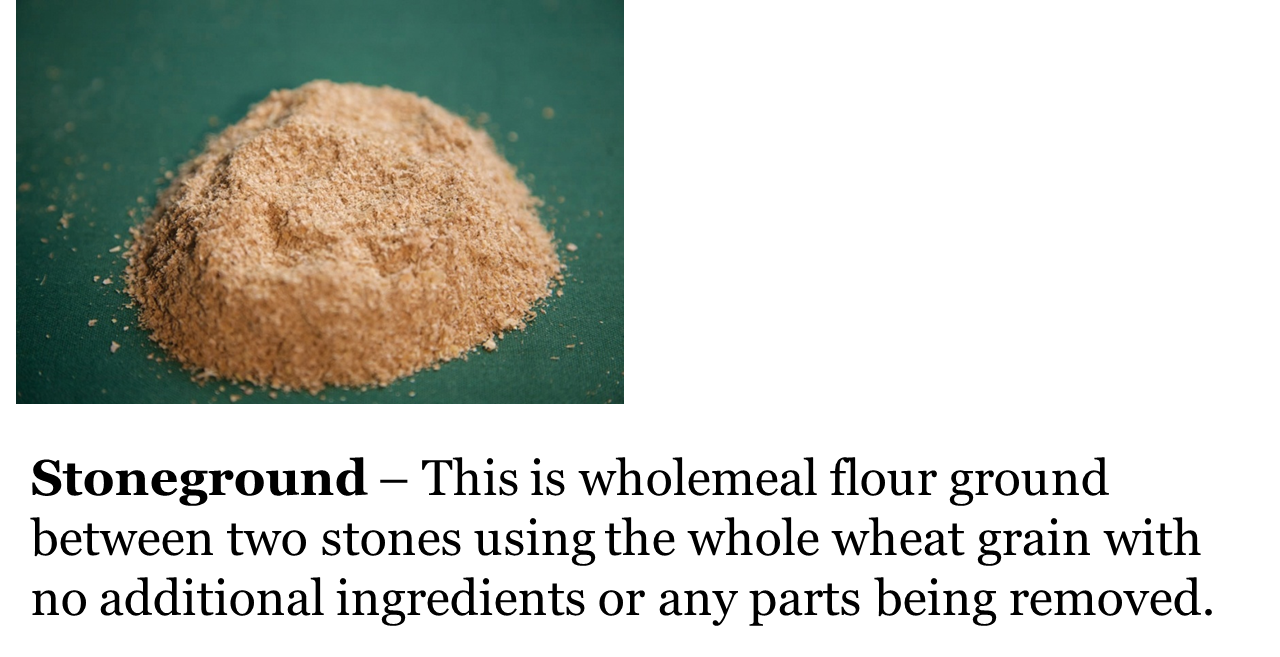 Stoneground – This is wholemeal flour ground
between two stones using the whole wheat grain with
no additional ingredients or any parts being removed.